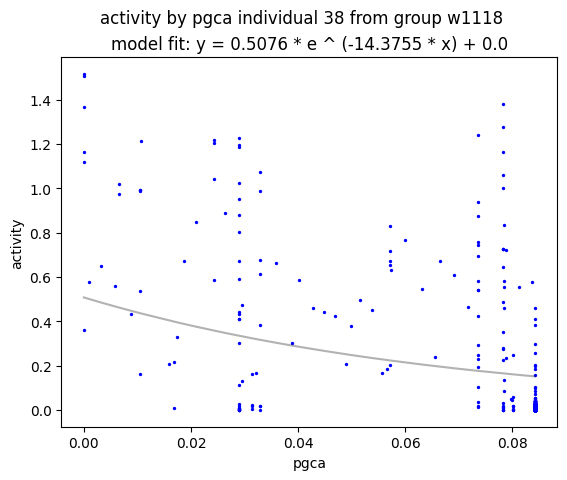 activity by pgca individual 38 from group w1118
model fit: y = 0.5076 * e ^ (-14.3755 * x) + 0.0
1.4
1.2
1.0
0.8
0.6
0.4
0.2
0.0
activity
0.00 0.02 0.04 0.06 0.08
pgca